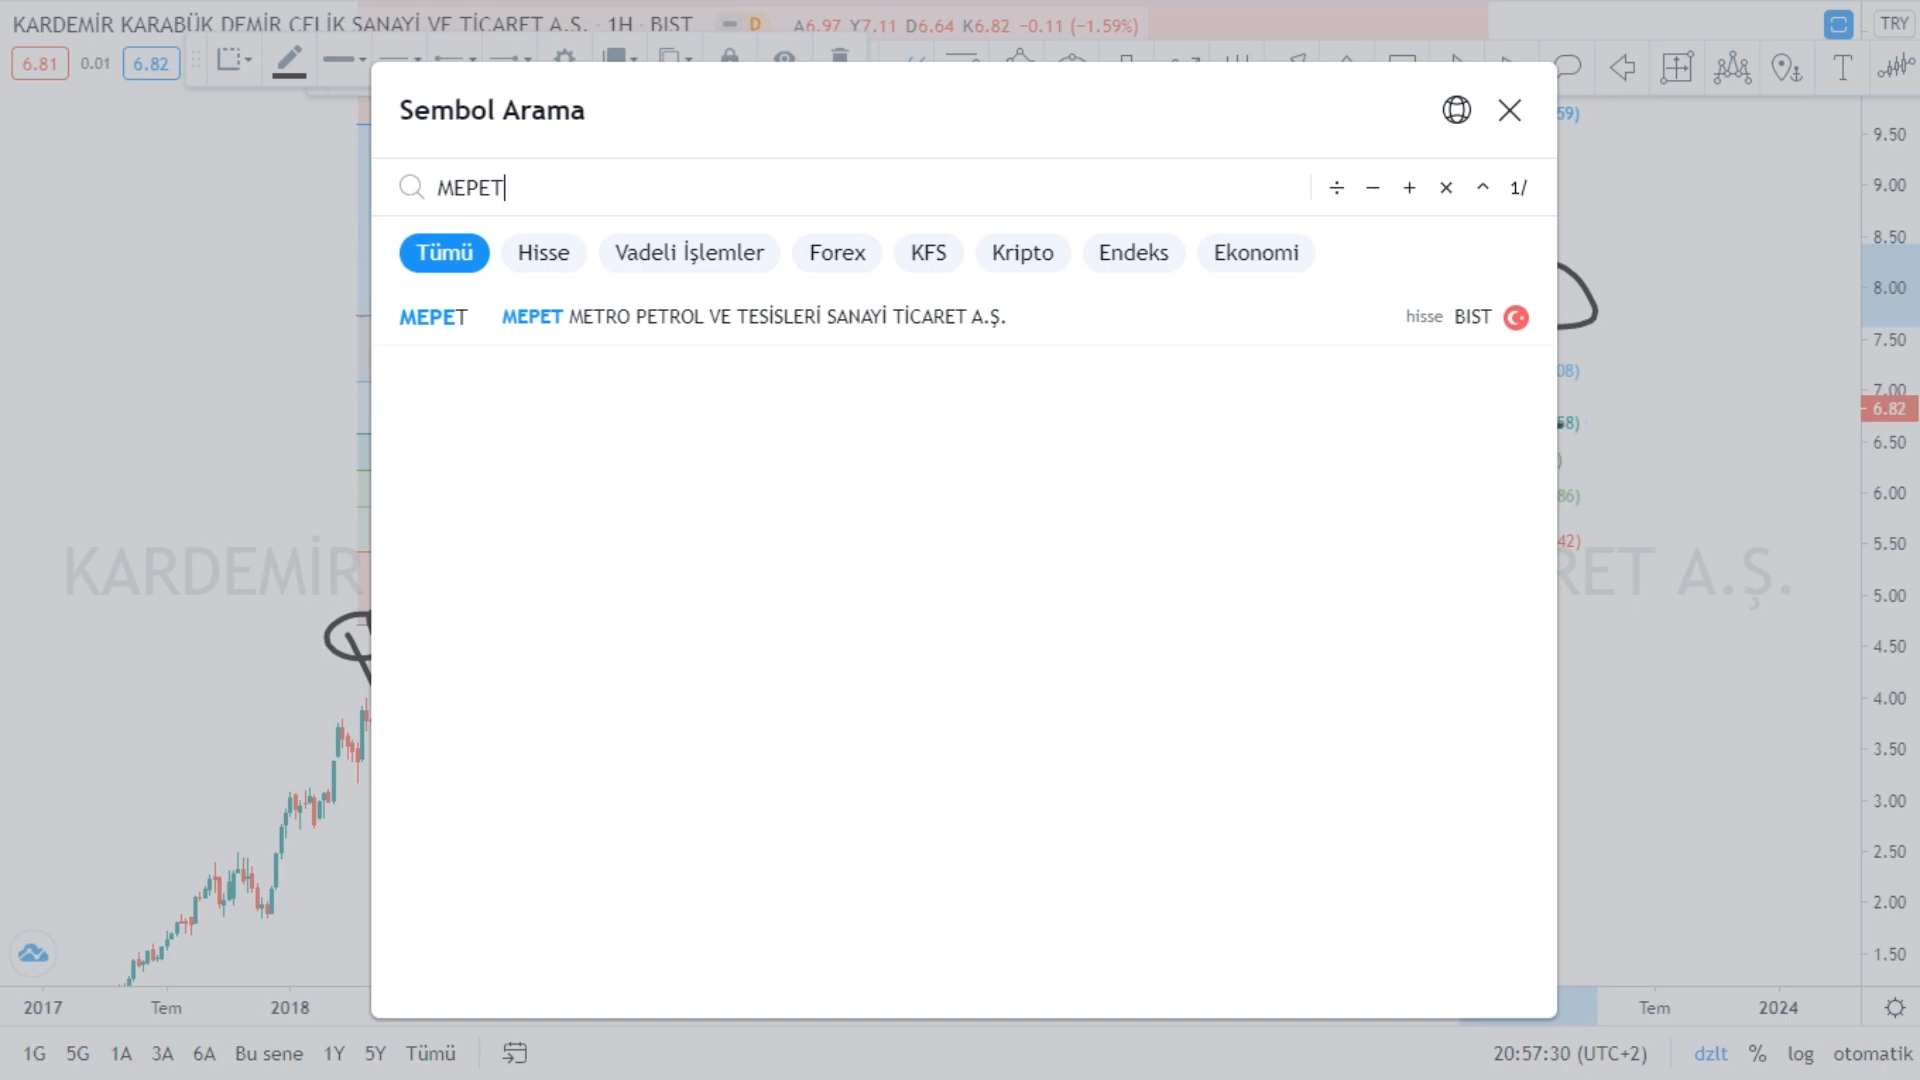 KARDEMİR KARABÜK DEMİR ÇELİK SANAYİ VE TİCARET A.Ş. · 1H · BIST D A6.97 Y7.11 D6.64 K6.82 −0.11 (−1.59%) TRY
6.81 0.01 6.82 T
Sembol Arama
59)
9.50
MEPET ÷ − + × ^ 1/
9.00
8.50
Tümü Hisse Vadeli İşlemler Forex KFS Kripto Endeks Ekonomi
8.00
MEPET MEPET METRO PETROL VE TESİSLERİ SANAYİ TİCARET A.Ş. hisse BIST
7.50
08)
7.00
6.82
58)
6.50
)
6.00
86)
5.50
42)
KARDEMİR RET A.Ş.
5.00
4.50
4.00
3.50
3.00
2.50
2.00
1.50
2017 Tem 2018 Tem 2024
1G 5G 1A 3A 6A Bu sene 1Y 5Y Tümü 20:57:30 (UTC+2) dzlt % log otomatik